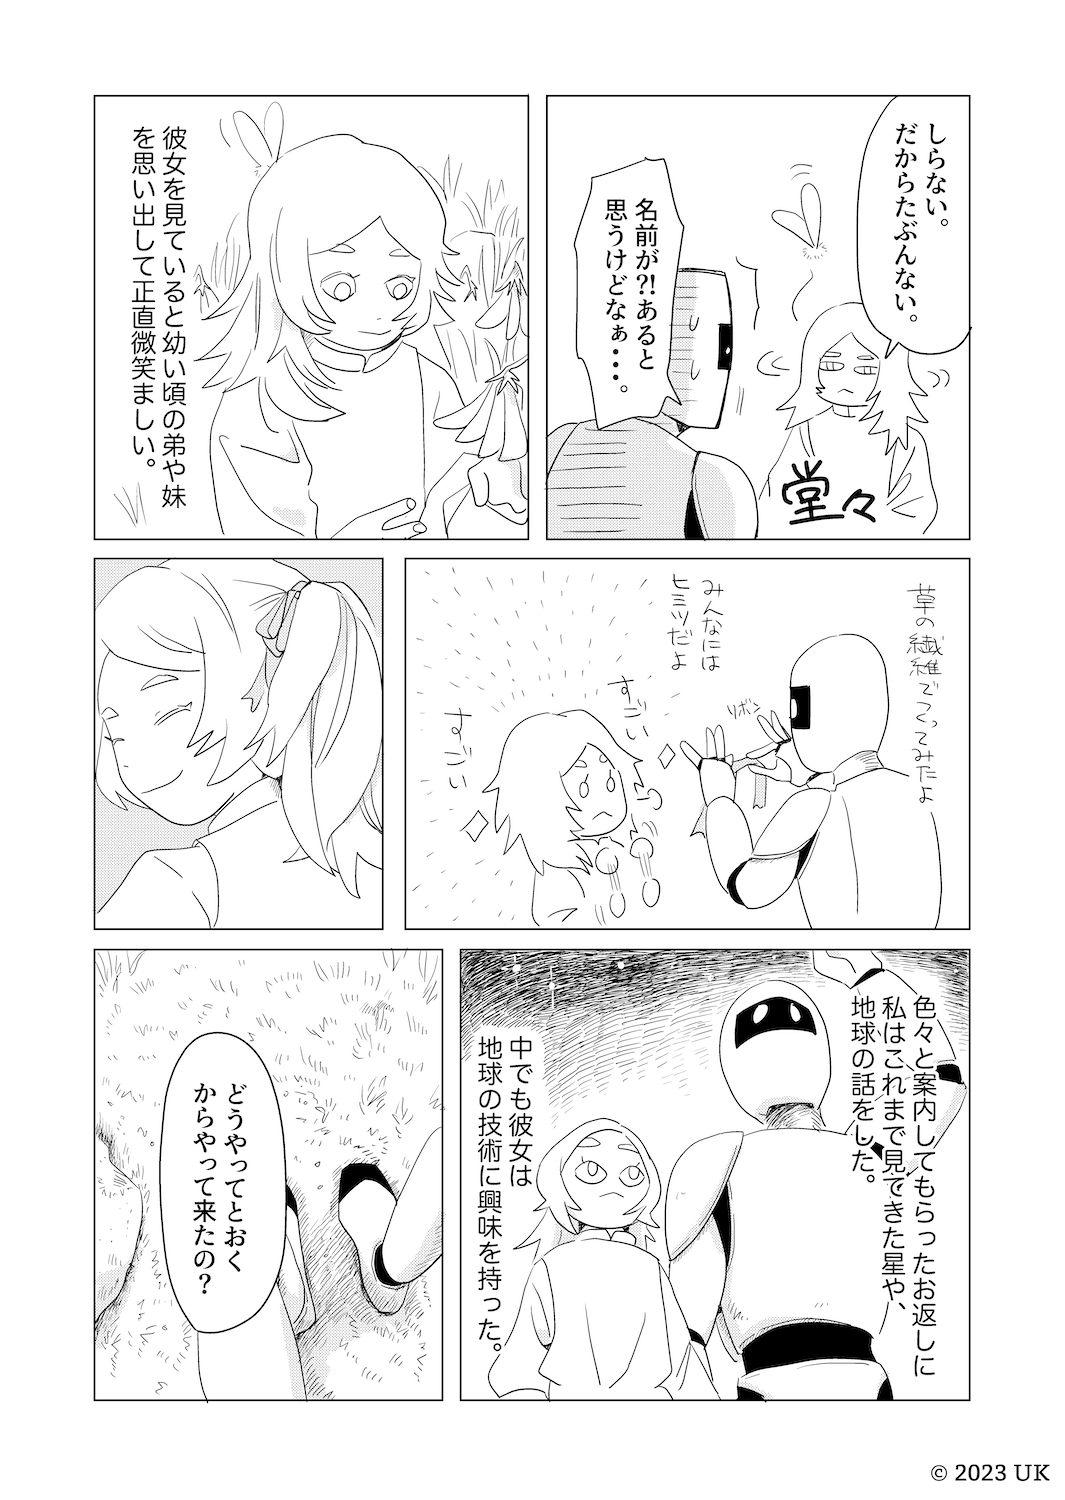 しらない。
だからたぶんない。
名前が?!あると
思うけどなぁ・・・・。
堂々
彼女を見ていると幼い頃の弟や妹
を思い出して正直微笑ましい。
草の繊維でつくってみたよ
リボン
みんなには
ヒミツだよ
すごい
すごい
色々と案内してもらったお返しに
私はこれまで見てきた星や、
地球の話をした。
中でも彼女は
地球の技術に興味を持った。
どうやってとおく
からやって来たの？
© 2023 UK